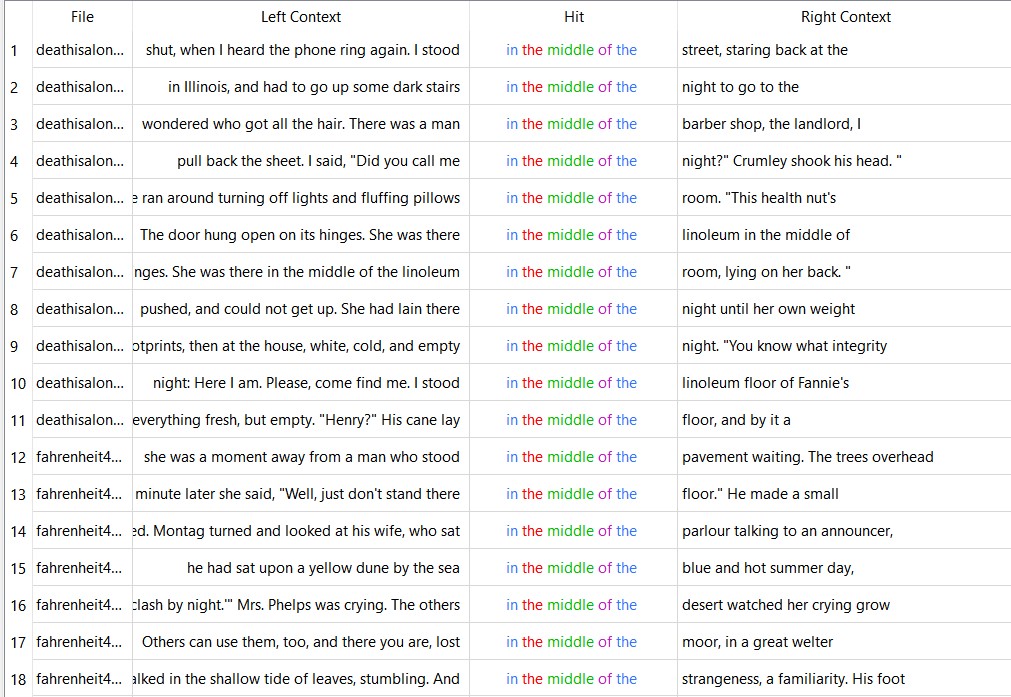 File Left Context Hit Right Context
1 deathisalon... shut, when I heard the phone ring again. I stood in the middle of the street, staring back at the
2 deathisalon... in Illinois, and had to go up some dark stairs in the middle of the night to go to the
3 deathisalon... wondered who got all the hair. There was a man in the middle of the barber shop, the landlord, I
4 deathisalon... pull back the sheet. I said, "Did you call me in the middle of the night?" Crumley shook his head. "
5 deathisalon... e ran around turning off lights and fluffing pillows in the middle of the room. "This health nut's
6 deathisalon... The door hung open on its hinges. She was there in the middle of the linoleum in the middle of
7 deathisalon... nges. She was there in the middle of the linoleum in the middle of the room, lying on her back. "
8 deathisalon... pushed, and could not get up. She had lain there in the middle of the night until her own weight
9 deathisalon... otprints, then at the house, white, cold, and empty in the middle of the night. "You know what integrity
10 deathisalon... night: Here I am. Please, come find me. I stood in the middle of the linoleum floor of Fannie's
11 deathisalon... everything fresh, but empty. "Henry?" His cane lay in the middle of the floor, and by it a
12 fahrenheit4... she was a moment away from a man who stood in the middle of the pavement waiting. The trees overhead
13 fahrenheit4... minute later she said, "Well, just don't stand there in the middle of the floor." He made a small
14 fahrenheit4... ed. Montag turned and looked at his wife, who sat in the middle of the parlour talking to an announcer,
15 fahrenheit4... he had sat upon a yellow dune by the sea in the middle of the blue and hot summer day,
16 fahrenheit4... clash by night.'" Mrs. Phelps was crying. The others in the middle of the desert watched her crying grow
17 fahrenheit4... Others can use them, too, and there you are, lost in the middle of the moor, in a great welter
18 fahrenheit4... alked in the shallow tide of leaves, stumbling. And in the middle of the strangeness, a familiarity. His foot